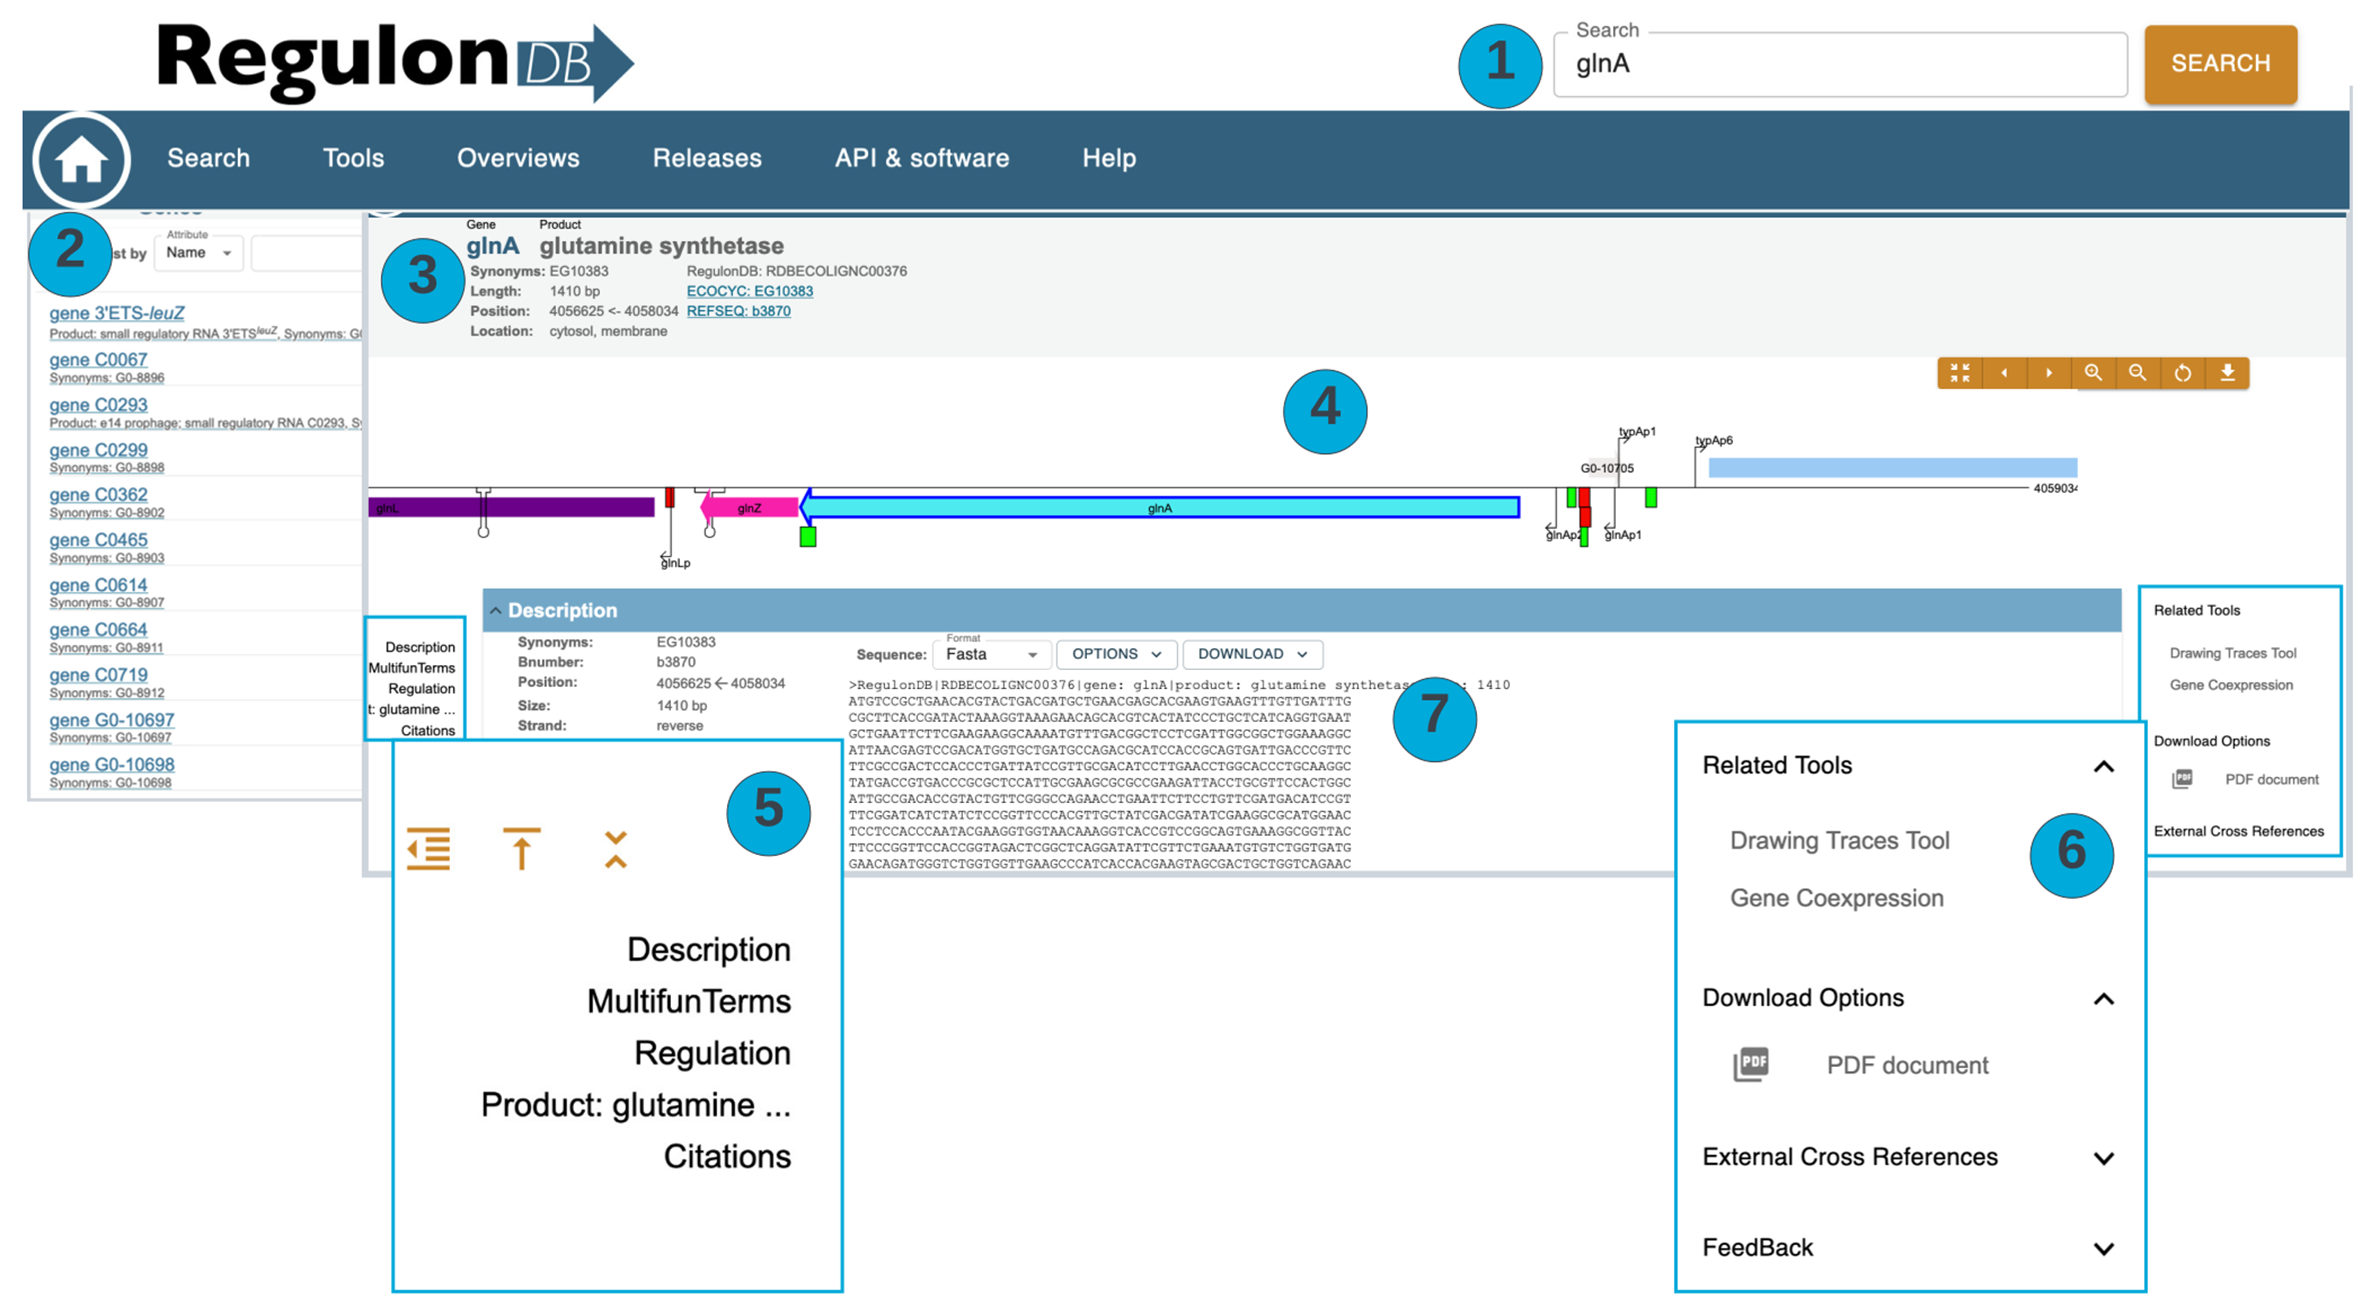 RegulonDB
1
Search
glnA
SEARCH
Search Tools Overviews Releases API & software Help
2
st by
Attribute
Name
gene 3'ETS-leuZ
Product: small regulatory RNA 3'ETSleuZ, Synonyms: G
gene C0067
Synonyms: G0-8896
gene C0293
Product: e14 prophage; small regulatory RNA C0293, S
gene C0299
Synonyms: G0-8898
gene C0362
Synonyms: G0-8902
gene C0465
Synonyms: G0-8903
gene C0614
Synonyms: G0-8907
gene C0664
Synonyms: G0-8911
gene C0719
Synonyms: G0-8912
gene G0-10697
Synonyms: G0-10697
gene G0-10698
Synonyms: G0-10698
3
Gene Product
glnA glutamine synthetase
Synonyms: EG10383 RegulonDB: RDBECOLIGNC00376
Length: 1410 bp ECOCYC: EG10383
Position: 4056625 <- 4058034 REFSEQ: b3870
Location: cytosol, membrane
4
typAp1
typAp6
G0-10705
4059034
glnL
glnZ
glnA
glnAp2
glnAp1
glnLp
Description
MultifunTerms
Regulation
t: glutamine ...
Citations
Description
Synonyms: EG10383
Bnumber: b3870
Position: 4056625 ← 4058034
Size: 1410 bp
Strand: reverse
Sequence:
Format
Fasta
OPTIONS
DOWNLOAD
>RegulonDB|RDBECOLIGNC00376|gene: glnA|product: glutamine synthetas : 1410
ATGTCCGCTGAACACGTACTGACGATGCTGAACGAGCACGAAGTGAAGTTTGTTGATTTG
CGCTTCACCGATACTAAAGGTAAAGAACAGCACGTCACTATCCCTGCTCATCAGGTGAAT
GCTGAATTCTTCGAAGAAGGCAAAATGTTTGACGGCTCCTCGATTGGCGGCTGGAAAGGC
ATTAACGAGTCCGACATGGTGCTGATGCCAGACGCATCCACCGCAGTGATTGACCCGTTC
TTCGCCGACTCCACCCTGATTATCCGTTGCGACATCCTTGAACCTGGCACCCTGCAAGGC
TATGACCGTGACCCGCGCTCCATTGCGAAGCGCGCCGAAGATTACCTGCGTTCCACTGGC
ATTGCCGACACCGTACTGTTCGGGCCAGAACCTGAATTCTTCCTGTTCGATGACATCCGT
TTCGGATCATCTATCTCCGGTTCCCACGTTGCTATCGACGATATCGAAGGCGCATGGAAC
TCCTCCACCCAATACGAAGGTGGTAACAAAGGTCACCGTCCGGCAGTGAAAGGCGGTTAC
TTCCCGGTTCCACCGGTAGACTCGGCTCAGGATATTCGTTCTGAAATGTGTCTGGTGATG
GAACAGATGGGTCTGGTGGTTGAAGCCCATCACCACGAAGTAGCGACTGCTGGTCAGAAC
7
Related Tools
Drawing Traces Tool
Gene Coexpression
Download Options
PDF
PDF document
External Cross References
5
Description
MultifunTerms
Regulation
Product: glutamine ...
Citations
Related Tools
6
Drawing Traces Tool
Gene Coexpression
Download Options
PDF
PDF document
External Cross References
FeedBack